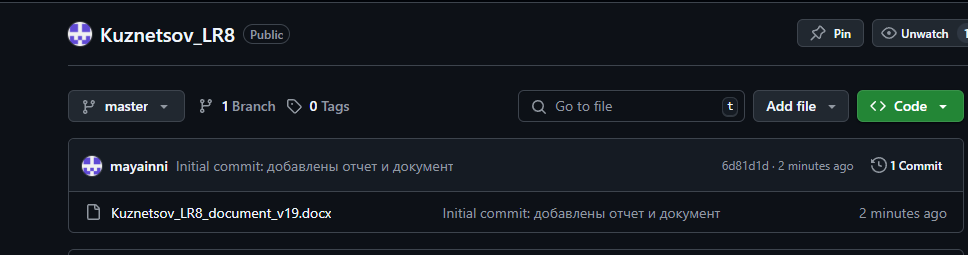 Kuznetsov_LR8 Public Pin Unwatch 1
master 1 Branch 0 Tags Go to file t Add file Code
mayainni Initial commit: добавлены отчет и документ 6d81d1d · 2 minutes ago 1 Commit
Kuznetsov_LR8_document_v19.docx Initial commit: добавлены отчет и документ 2 minutes ago